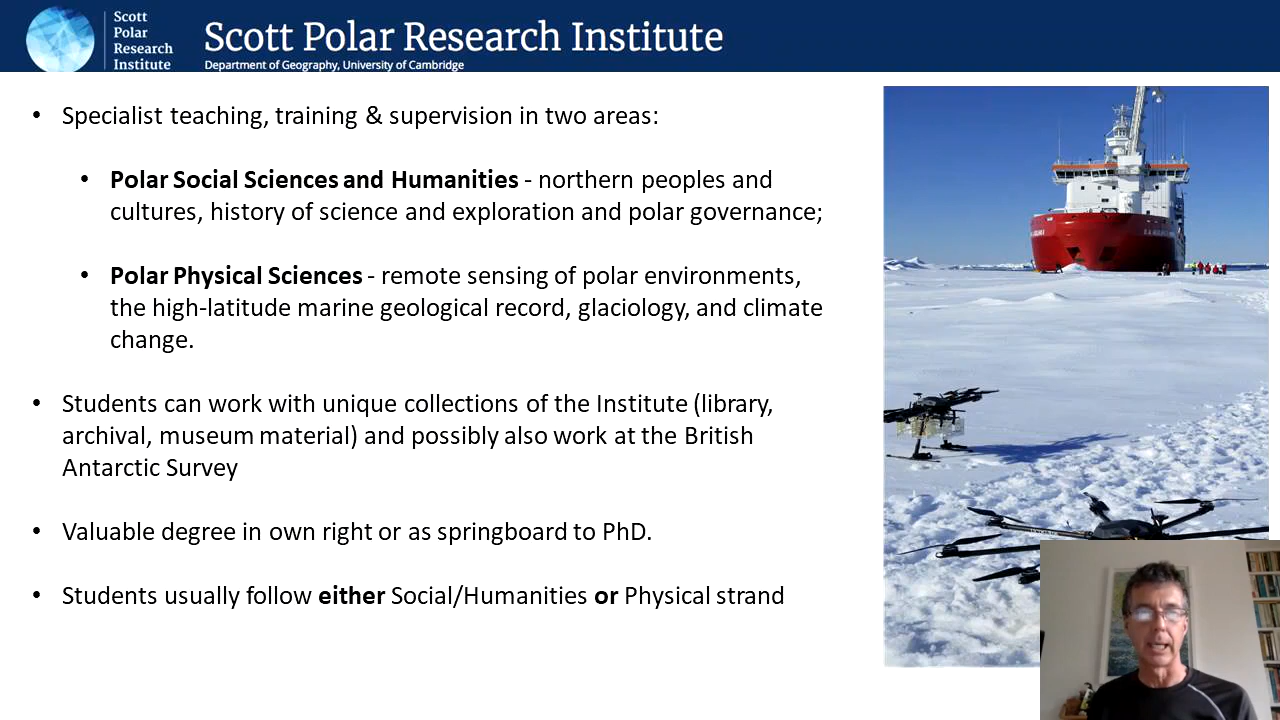 Scott
Polar
Research
Institute
Scott Polar Research Institute
Department of Geography, University of Cambridge
• Specialist teaching, training & supervision in two areas:
• Polar Social Sciences and Humanities - northern peoples and
cultures, history of science and exploration and polar governance;
• Polar Physical Sciences - remote sensing of polar environments,
the high-latitude marine geological record, glaciology, and climate
change.
• Students can work with unique collections of the Institute (library,
archival, museum material) and possibly also work at the British
Antarctic Survey
• Valuable degree in own right or as springboard to PhD.
• Students usually follow either Social/Humanities or Physical strand